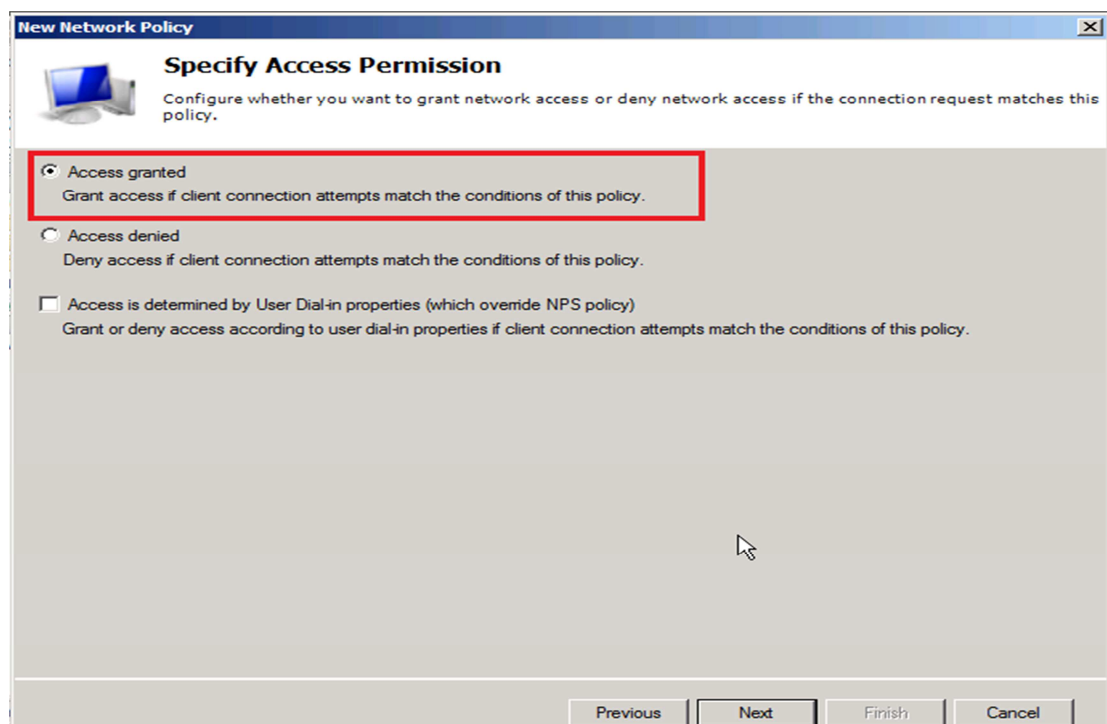 New Network Policy
Specify Access Permission
Configure whether you want to grant network access or deny network access if the connection request matches this
policy.
Access granted
Grant access if client connection attempts match the conditions of this policy.
Access denied
Deny access if client connection attempts match the conditions of this policy.
Access is determined by User Dial-in properties (which override NPS policy)
Grant or deny access according to user dial-in properties if client connection attempts match the conditions of this policy.
Previous Next Finish Cancel